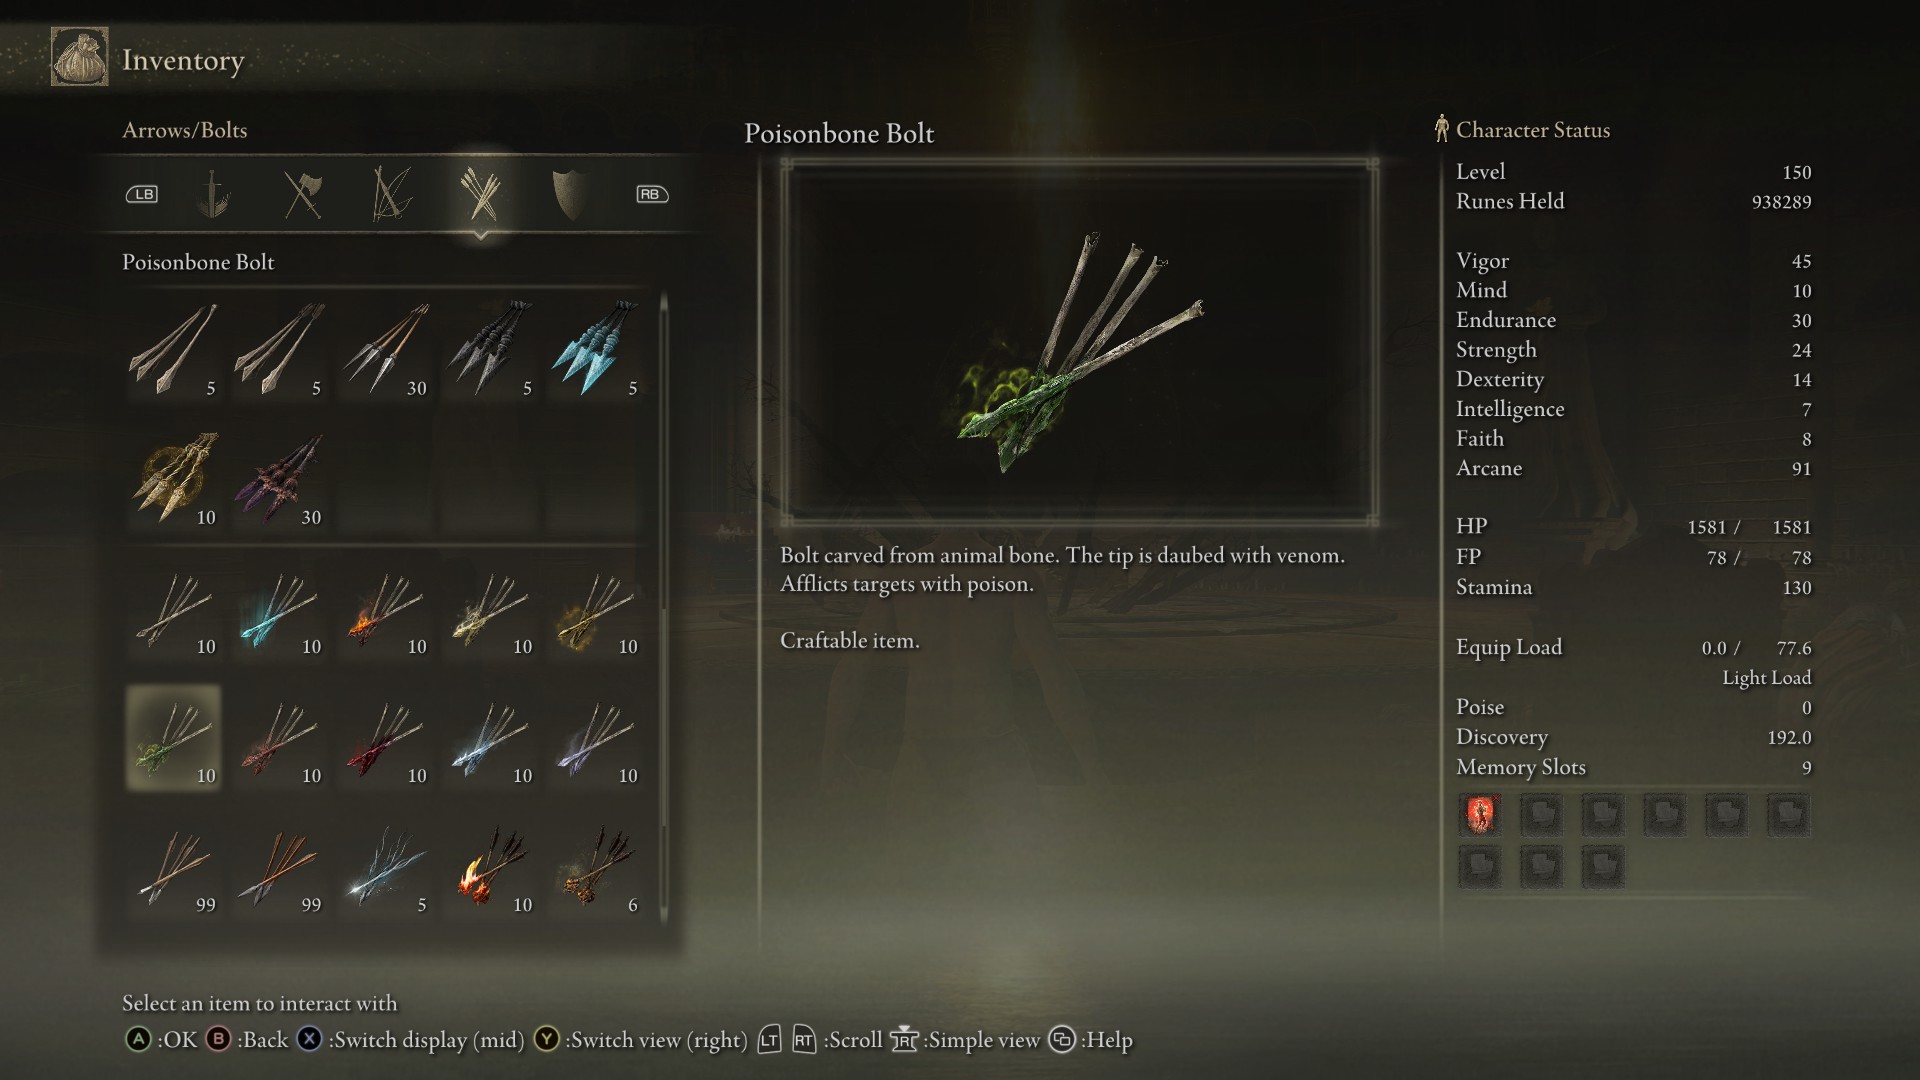 Inventory
Arrows/Bolts
LB
RB
Poisonbone Bolt
5
5
30
5
5
10
30
10
10
10
10
10
10
10
10
10
10
99
99
5
10
6
Poisonbone Bolt
Bolt carved from animal bone. The tip is daubed with venom.
Afflicts targets with poison.
Craftable item.
Character Status
Level 150
Runes Held 938289
Vigor 45
Mind 10
Endurance 30
Strength 24
Dexterity 14
Intelligence 7
Faith 8
Arcane 91
HP 1581 / 1581
FP 78 / 78
Stamina 130
Equip Load 0.0 / 77.6
Light Load
Poise 0
Discovery 192.0
Memory Slots 9
Select an item to interact with
A :OK B :Back X :Switch display (mid) Y :Switch view (right) LT RT :Scroll R :Simple view :Help